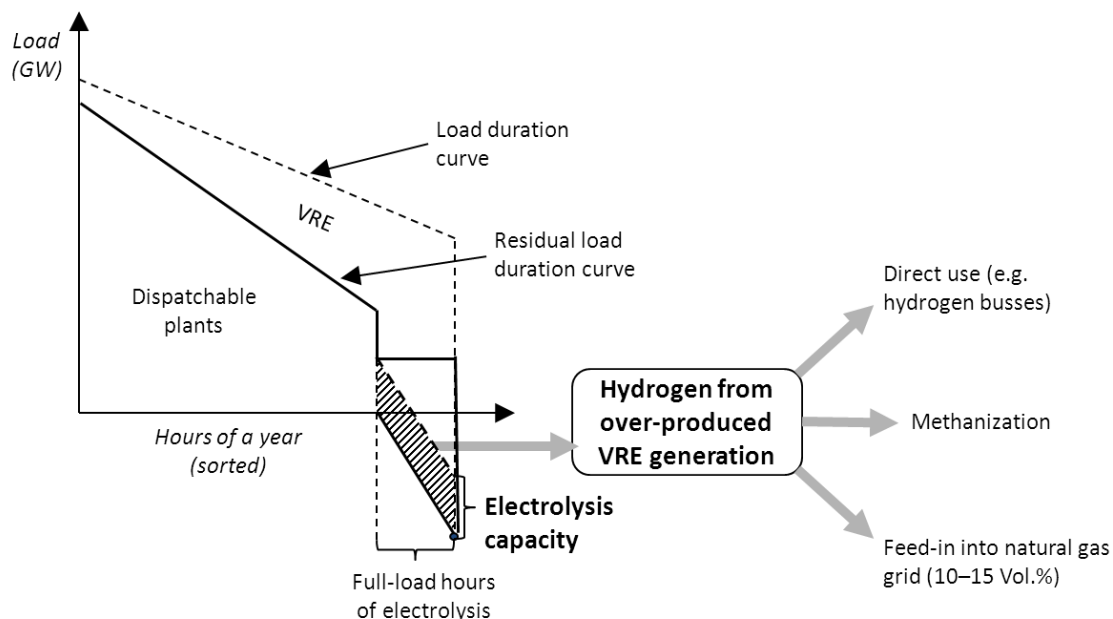 Load
(GW)
Load duration
curve
VRE
Residual load
duration curve
Dispatchable
plants
Hours of a year
(sorted)
Electrolysis
capacity
Full-load hours
of electrolysis
Hydrogen from
over-produced
VRE generation
Direct use (e.g.
hydrogen busses)
Methanization
Feed-in into natural gas
grid (10–15 Vol.%)